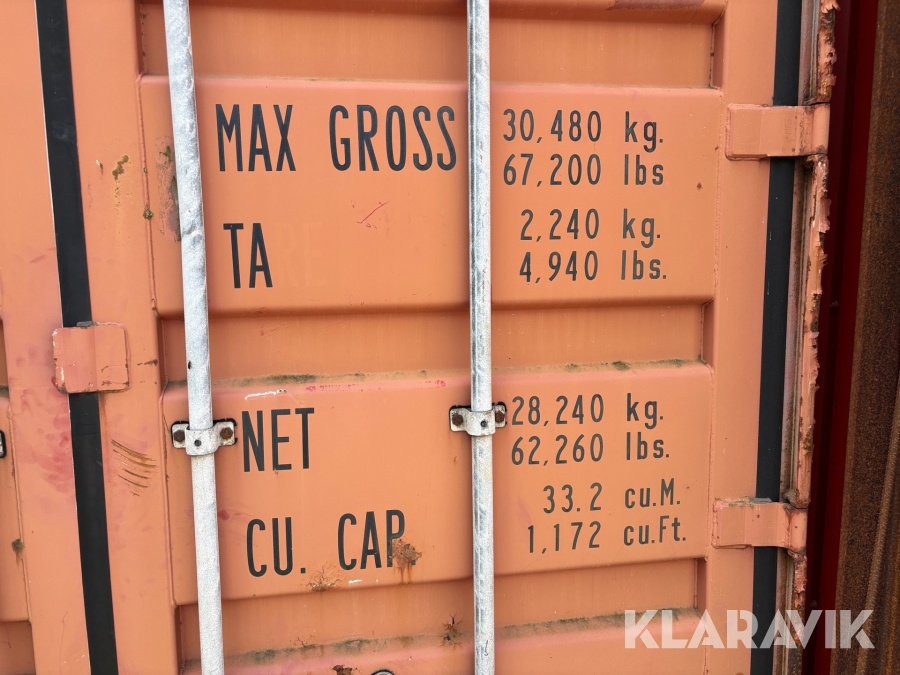 MAX GROSS 30,480 kg.
67,200 lbs
TARE 2,240 kg.
4,940 lbs.
NET 28,240 kg.
62,260 lbs.
CU. CAP. 33.2 cu.M.
1,172 cu.Ft.
KLARAVIK